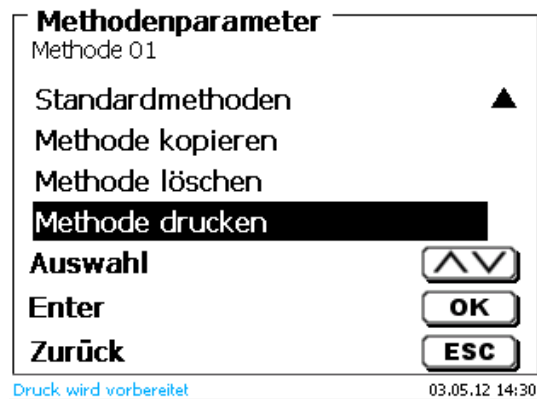 Methodenparameter
Methode 01
Standardmethoden
Methode kopieren
Methode löschen
Methode drucken
Auswahl
Enter OK
Zurück ESC
Druck wird vorbereitet 03.05.12 14:30